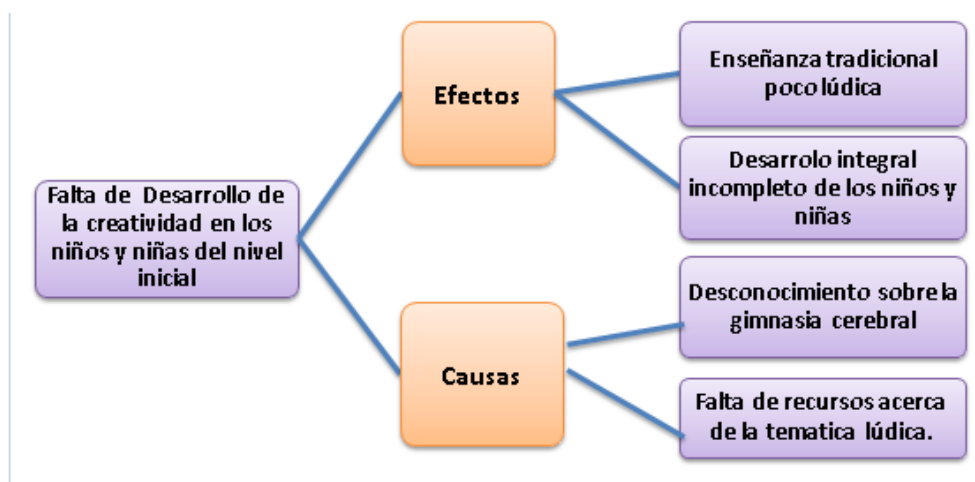 Falta de Desarrollo de
la creatividad en los
niños y niñas del nivel
inicial
Efectos
Enseñanza tradicional
poco lúdica
Desarrolo integral
incompleto de los niños y
niñas
Causas
Desconocimiento sobre la
gimnasia cerebral
Falta de recursos acerca
de la tematica lúdica.